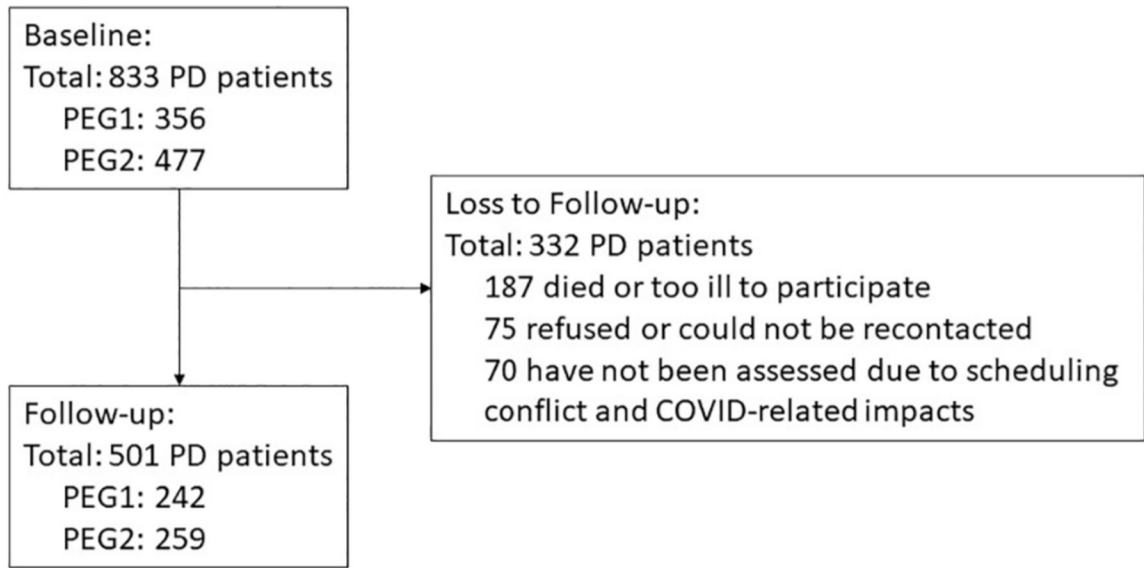 Baseline:
Total: 833 PD patients
PEG1: 356
PEG2: 477
Loss to Follow-up:
Total: 332 PD patients
187 died or too ill to participate
75 refused or could not be recontacted
70 have not been assessed due to scheduling
conflict and COVID-related impacts
Follow-up:
Total: 501 PD patients
PEG1: 242
PEG2: 259